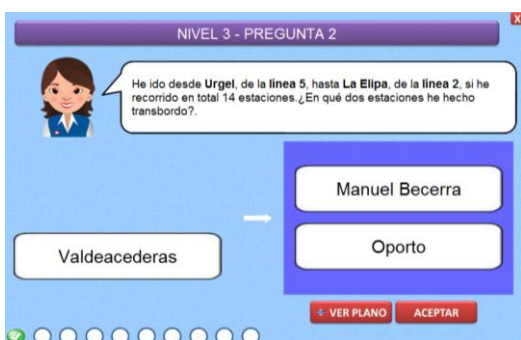 X
NIVEL 3 - PREGUNTA 2
He ido desde Urgel, de la línea 5, hasta La Elipa, de la línea 2, si he
recorrido en total 14 estaciones.¿En qué dos estaciones he hecho
transbordo?.
Manuel Becerra
Valdeacederas
Oporto
VER PLANO
ACEPTAR